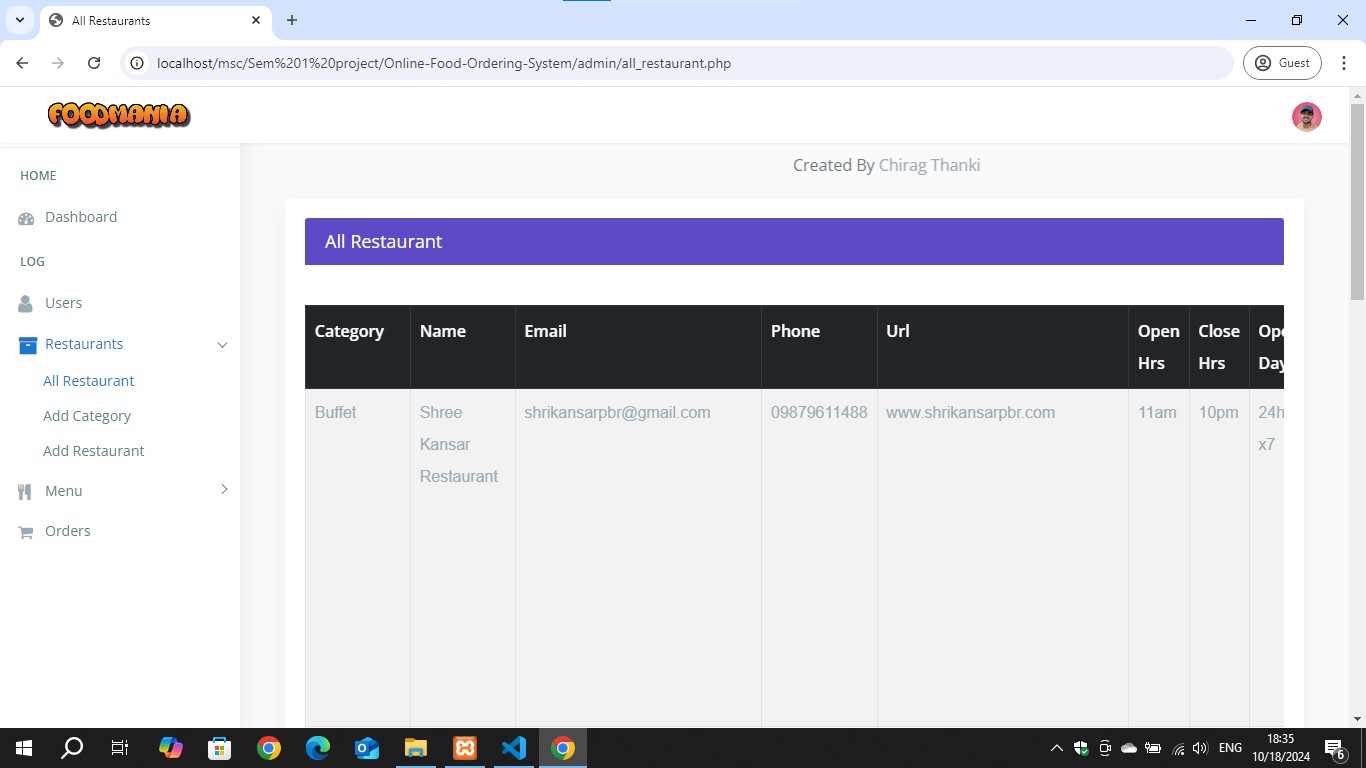 All Restaurants
localhost/msc/Sem%201%20project/Online-Food-Ordering-System/admin/all_restaurant.php
Guest
FOODMANIA
Created By Chirag Thanki
HOME
Dashboard
LOG
Users
Restaurants
All Restaurant
Add Category
Add Restaurant
Menu
Orders
All Restaurant
Category Name Email Phone Url Open Hrs Close Hrs
Buffet Shree Kansar Restaurant shrikansarpbr@gmail.com 09879611488 www.shrikansarpbr.com 11am 10pm 24h x7
ENG
18:35
10/18/2024
6